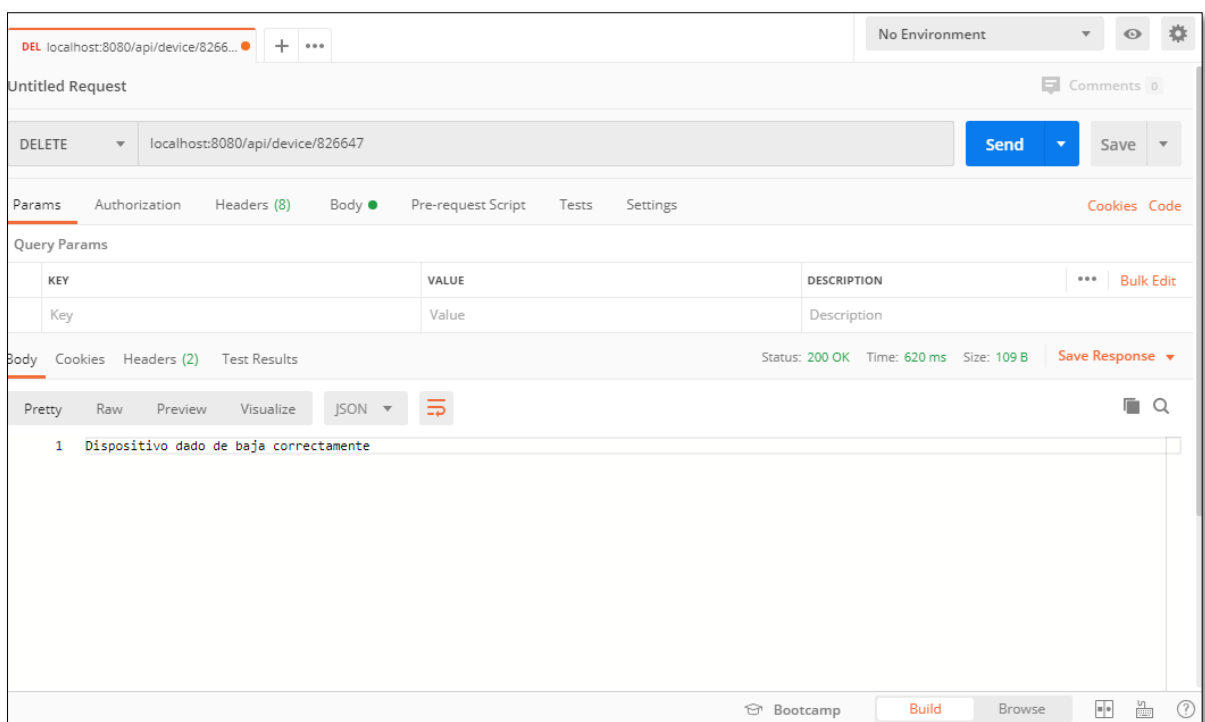 DEL localhost:8080/api/device/8266... + ••• No Environment
Untitled Request Comments 0
DELETE localhost:8080/api/device/826647 Send Save
Params Authorization Headers (8) Body Pre-request Script Tests Settings Cookies Code
Query Params
KEY VALUE DESCRIPTION ••• Bulk Edit
Key Value Description
Body Cookies Headers (2) Test Results Status: 200 OK Time: 620 ms Size: 109 B Save Response
Pretty Raw Preview Visualize JSON
1 Dispositivo dado de baja correctamente
Bootcamp Build Browse ?